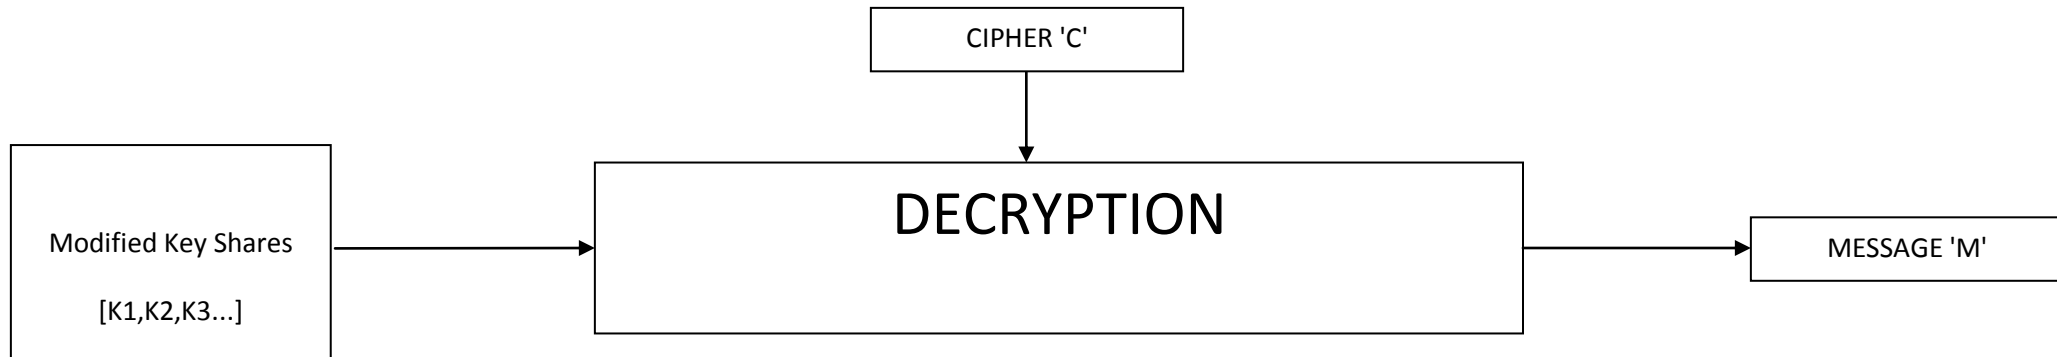 CIPHER 'C'
DECRYPTION
Modified Key Shares
[K1,K2,K3...]
MESSAGE 'M'